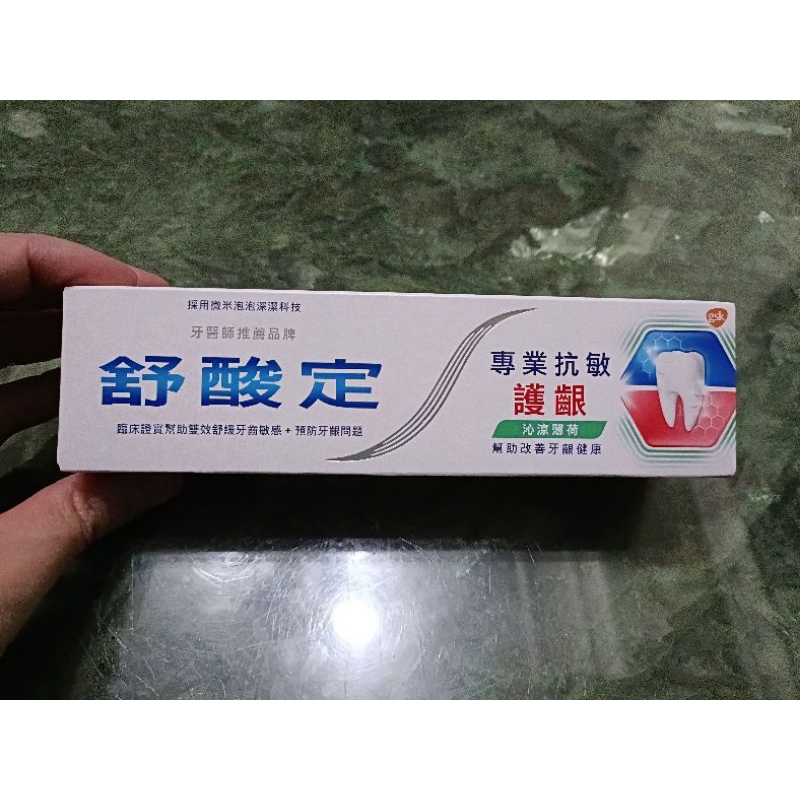 採用微米泡泡深潔科技
牙醫師推薦品牌
舒酸定
臨床證實幫助雙效舒緩牙齒敏感+預防牙齦問題
專業抗敏
護齦
沁涼薄荷
幫助改善牙齦健康
gsk